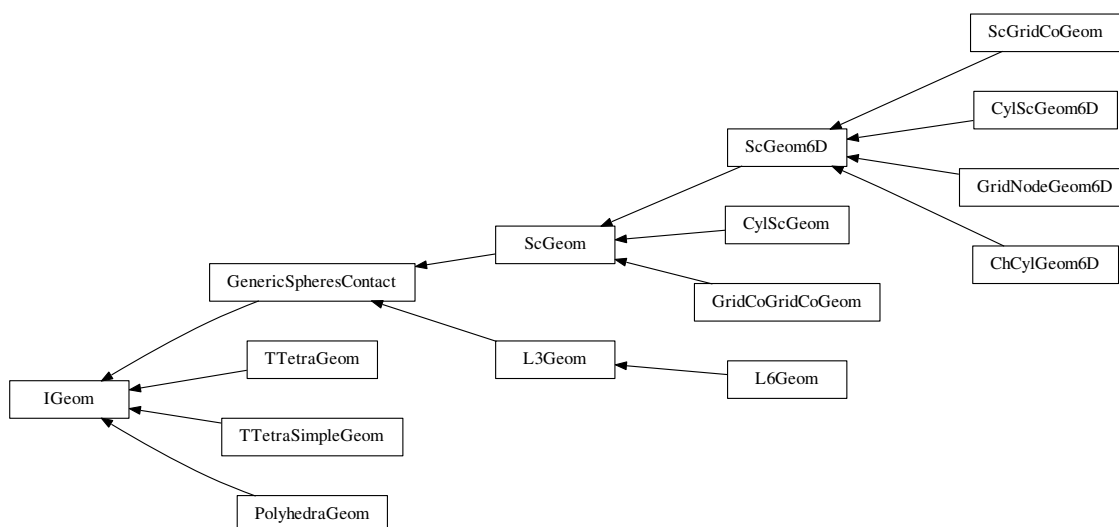 ScGridCoGeom
CylScGeom6D
ScGeom6D
GridNodeGeom6D
CylScGeom
ScGeom
ChCylGeom6D
GenericSpheresContact
GridCoGridCoGeom
TTetraGeom
L3Geom
L6Geom
IGeom
TTetraSimpleGeom
PolyhedraGeom